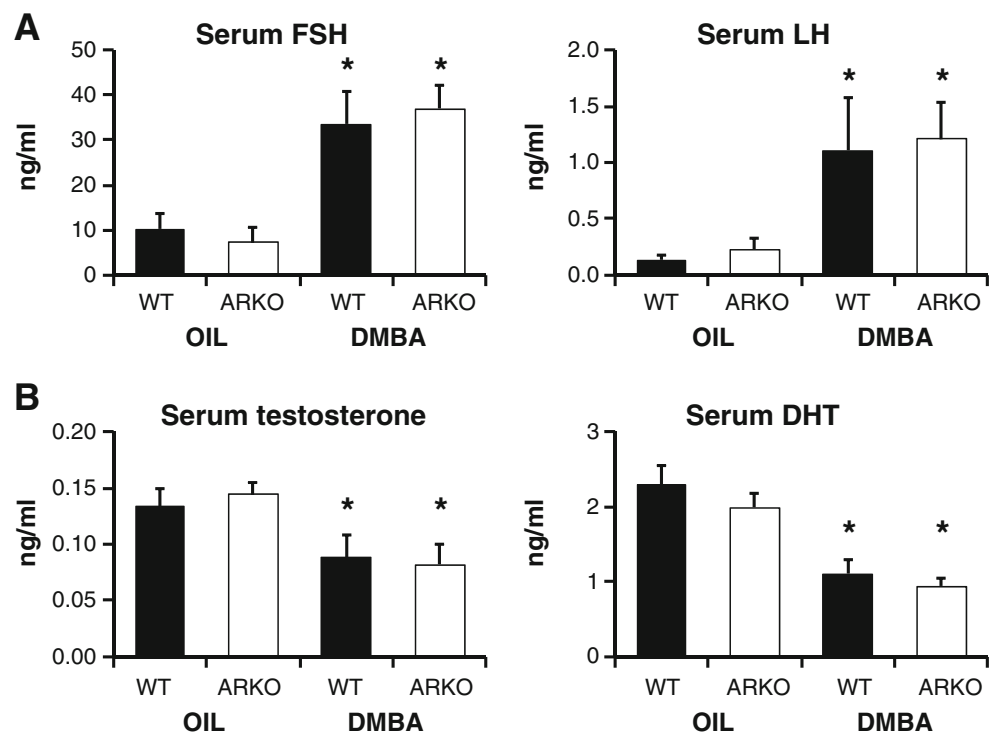 A
Serum FSH
50
40
30
20
10
0
ng/ml
* *
WT ARKO WT ARKO
OIL DMBA
Serum LH
2.0
1.5
1.0
0.5
0.0
ng/ml
* *
WT ARKO WT ARKO
OIL DMBA
B
Serum testosterone
0.20
0.15
0.10
0.05
0.00
ng/ml
* *
WT ARKO WT ARKO
OIL DMBA
Serum DHT
3
2
1
0
ng/ml
* *
WT ARKO WT ARKO
OIL DMBA